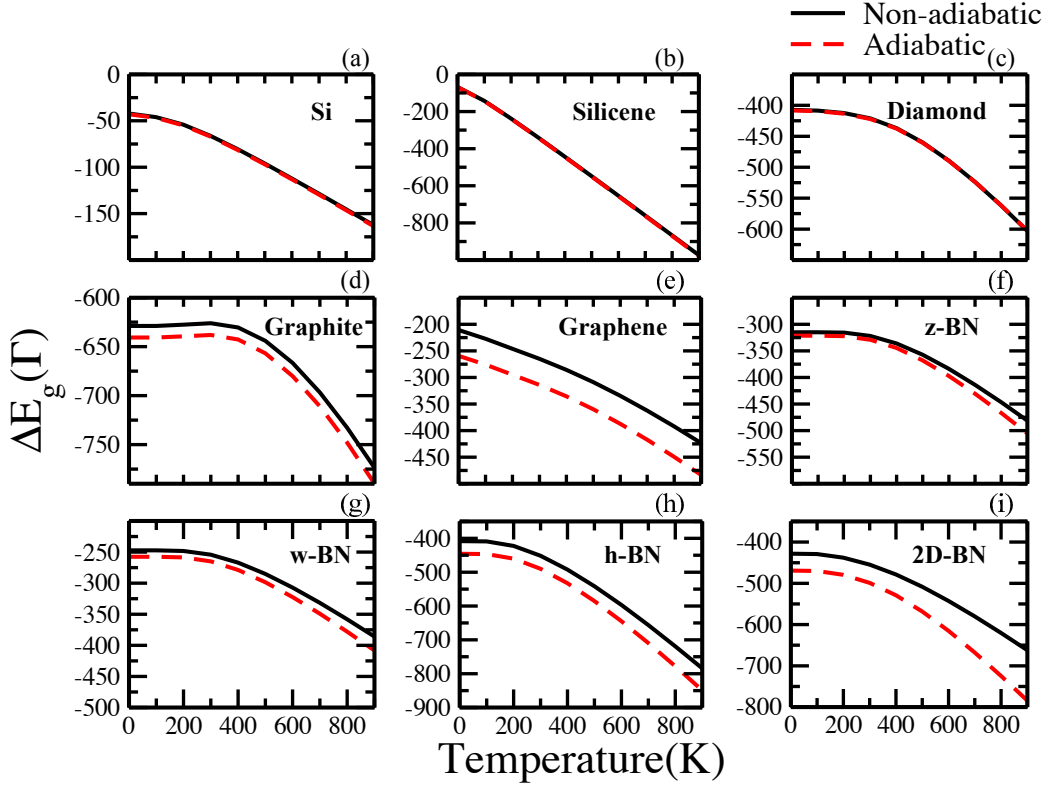 Non-adiabatic
Adiabatic
(a)
(b)
(c)
0
-50
-100
-150
Si
0
-200
-400
-600
-800
Silicene
-400
-450
-500
-550
-600
Diamond
(d)
(e)
(f)
-600
-650
-700
-750
Graphite
-200
-250
-300
-350
-400
-450
Graphene
-300
-350
-400
-450
-500
-550
z-BN
(g)
(h)
(i)
-250
-300
-350
-400
-450
-500
w-BN
-400
-500
-600
-700
-800
-900
h-BN
-400
-500
-600
-700
-800
2D-BN
0 200 400 600 800
0 200 400 600 800
0 200 400 600 800
ΔE_g(Γ)
Temperature(K)